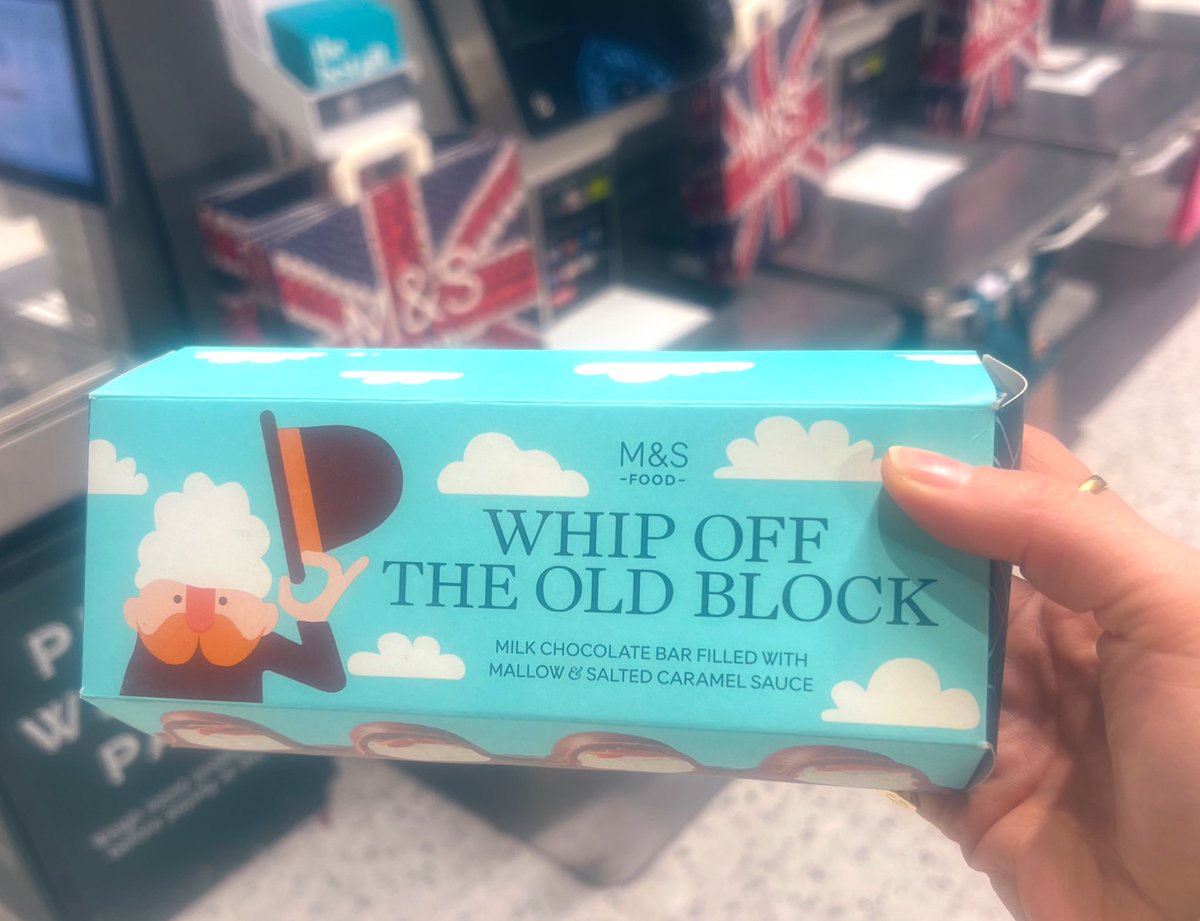 M&S
M&S
-FOOD-
WHIP OFF
THE OLD BLOCK
MILK CHOCOLATE BAR FILLED WITH
MALLOW & SALTED CARAMEL SAUCE